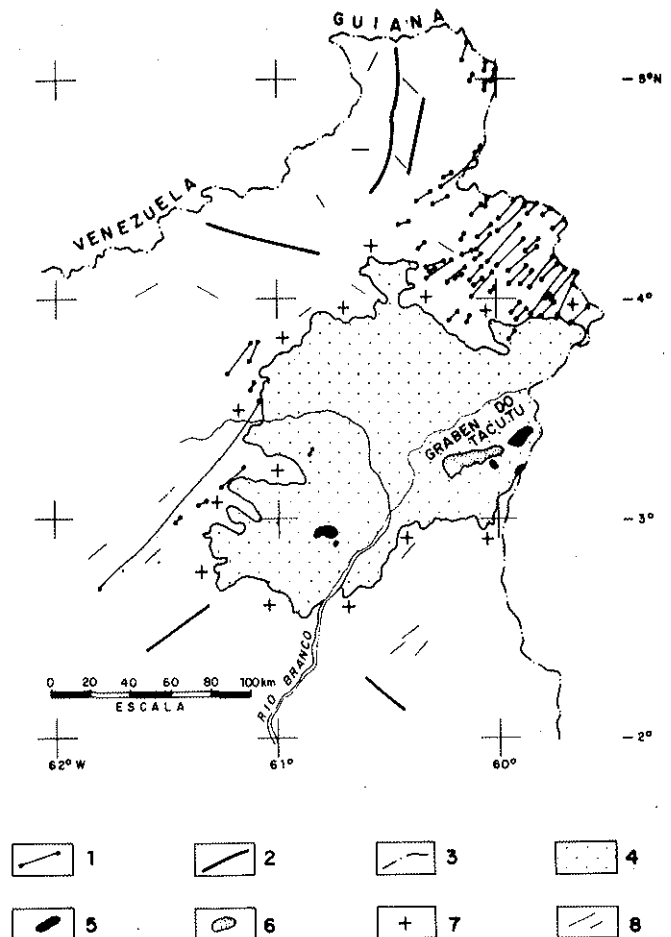 GUIANA
5°N
VENEZUELA
4°
GRABEN DO
TACUTU
3°
0 20 40 60 80 100km
ESCALA
RIO BRANCO
2°
62°W 61° 60°
1 2 3 4
5 6 7 8